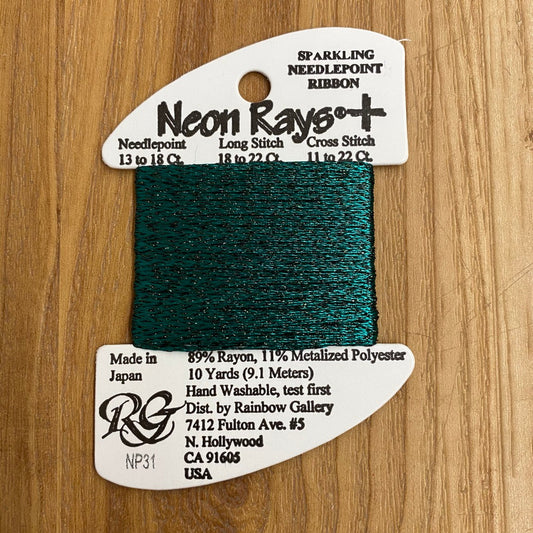 SPARKLING
NEEDLEPOINT
RIBBON
Neon Rays®+
Needlepoint Long Stitch Cross Stitch
13 to 18 Ct. 18 to 22 Ct. 11 to 22 Ct.
Made in
Japan
RG
NP31
89% Rayon, 11% Metalized Polyester
10 Yards (9.1 Meters)
Hand Washable, test first
Dist. by Rainbow Gallery
7412 Fulton Ave. #5
N. Hollywood
CA 91605
USA